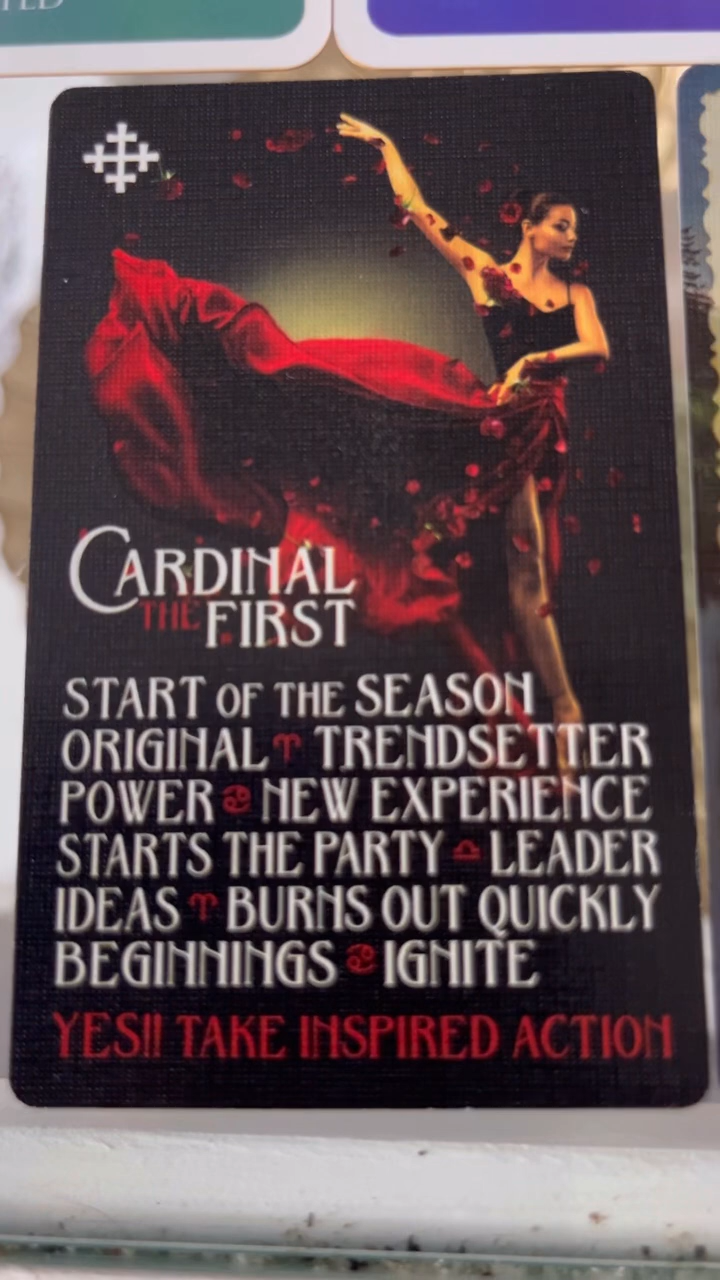 CARDINAL
THE FIRST
START OF THE SEASON
ORIGINAL ♈ TRENDSETTER
POWER ♋ NEW EXPERIENCE
STARTS THE PARTY ♎ LEADER
IDEAS ♈ BURNS OUT QUICKLY
BEGINNINGS ♋ IGNITE
YES!! TAKE INSPIRED ACTION